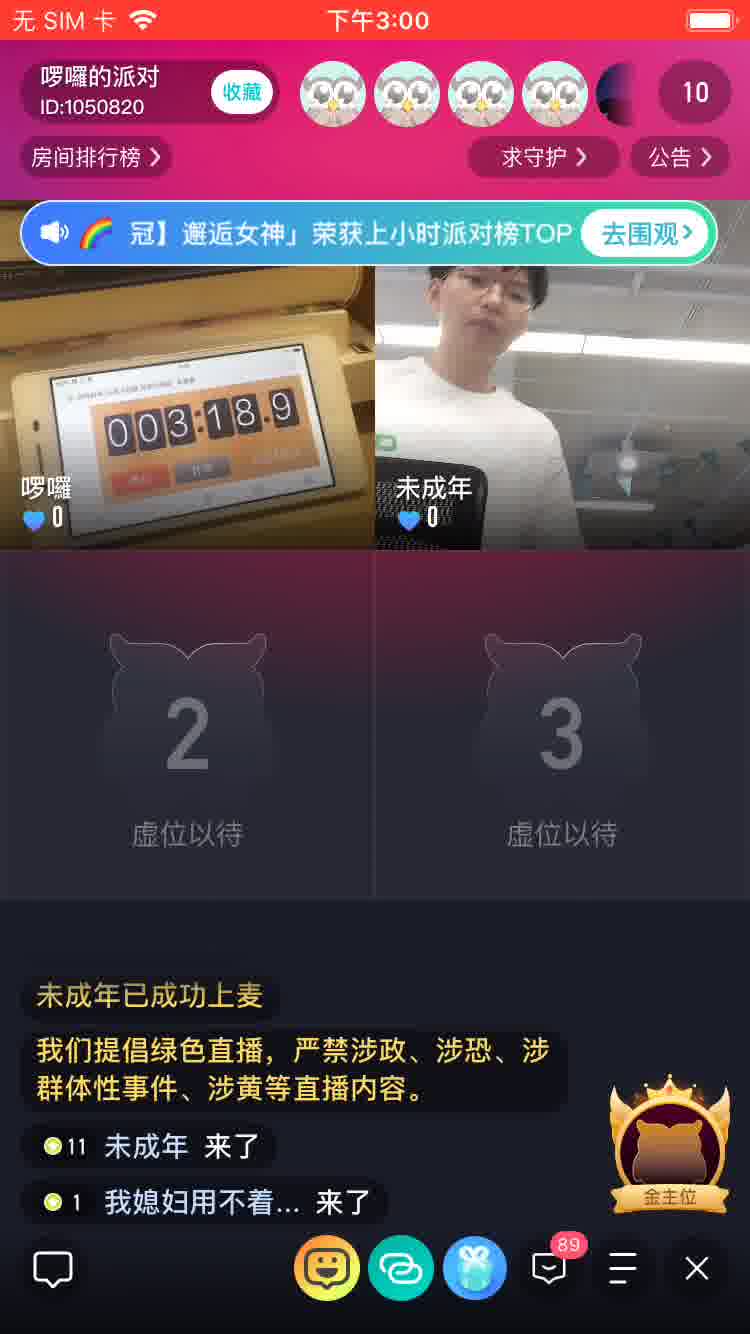 无 SIM 卡
下午3:00
啰囉的派对
ID:1050820
收藏
10
房间排行榜
求守护
公告
冠】邂逅女神」荣获上小时派对榜TOP
去围观
003:18.9
啰囉
0
未成年
0
2
虚位以待
3
虚位以待
未成年已成功上麦
我们提倡绿色直播，严禁涉政、涉恐、涉
群体性事件、涉黄等直播内容。
11 未成年 来了
1 我媳妇用不着... 来了
金主位
89